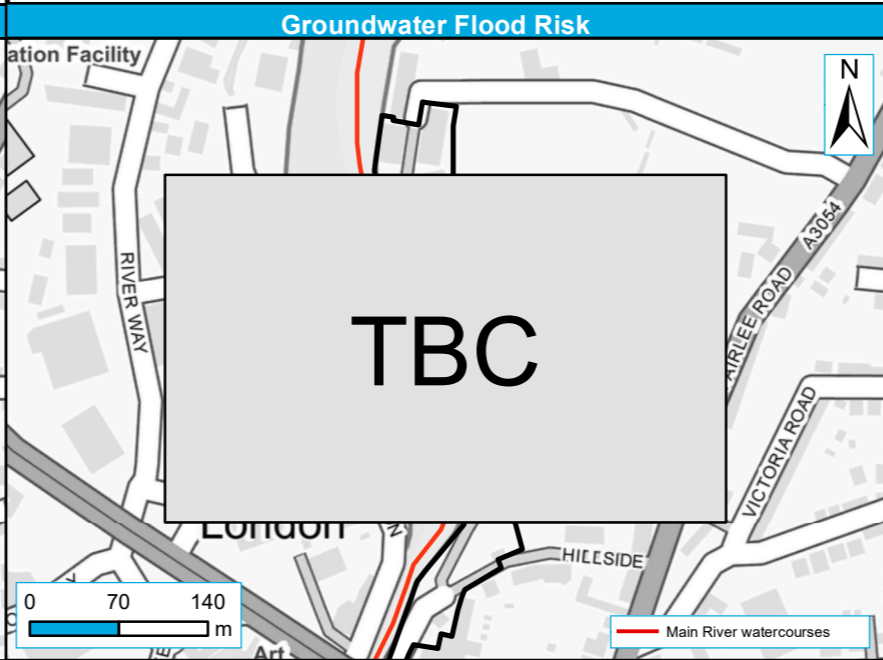 Groundwater Flood Risk
ation Facility
N
A3054
RIVER WAY
AIRLEE ROAD
TBC
VICTORIA ROAD
London
N
HILLSIDE
0 70 140
m
Art
Main River watercourses